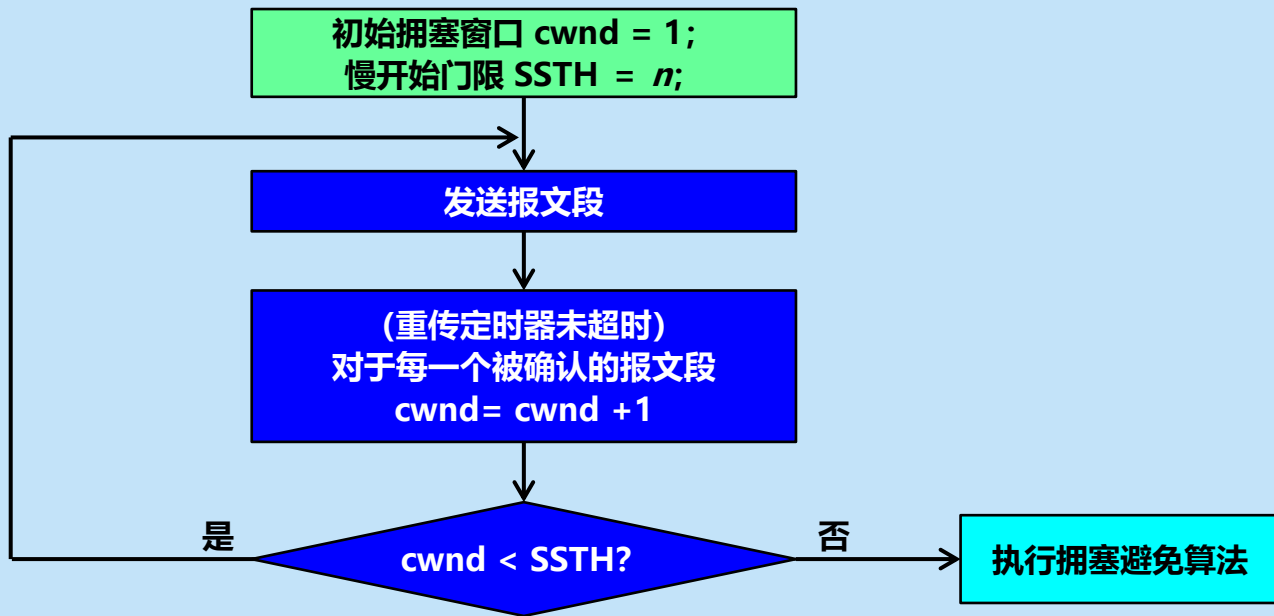 初始拥塞窗口 cwnd = 1；
慢开始门限 SSTH = n；
发送报文段
（重传定时器未超时）
对于每一个被确认的报文段
cwnd= cwnd +1
是
cwnd < SSTH?
否
执行拥塞避免算法